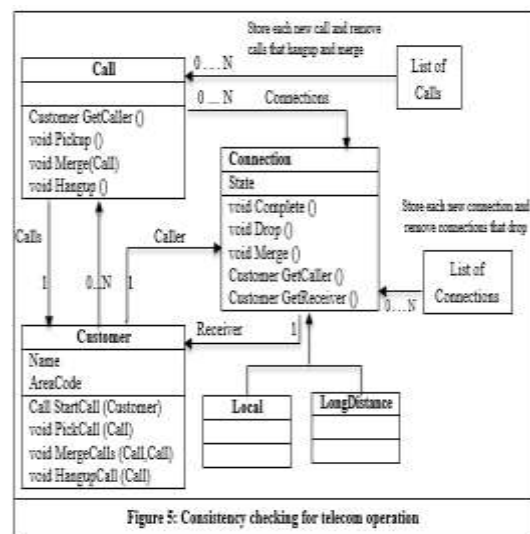 Store each new call and remove
calls that hangup and merge
Call
0.....N
List of
Calls
0.....N Connections
Customer GetCaller ()
void Pickup ()
void Merge(Call)
void Hangup ()
Connection
State
void Complete ()
void Drop ()
void Merge ()
Customer GetCaller ()
Customer GetReceiver ()
Store each new connection and
remove connections that drop
List of
Connections
0.....N
Calls
Caller
1
0..N
1
Customer
Receiver
1
Name
AreaCode
Call StartCall (Customer)
void PickCall (Call)
void MergeCalls (Call,Call)
void HangupCall (Call)
Local
LongDistance
Figure 5: Consistency checking for telecom operation